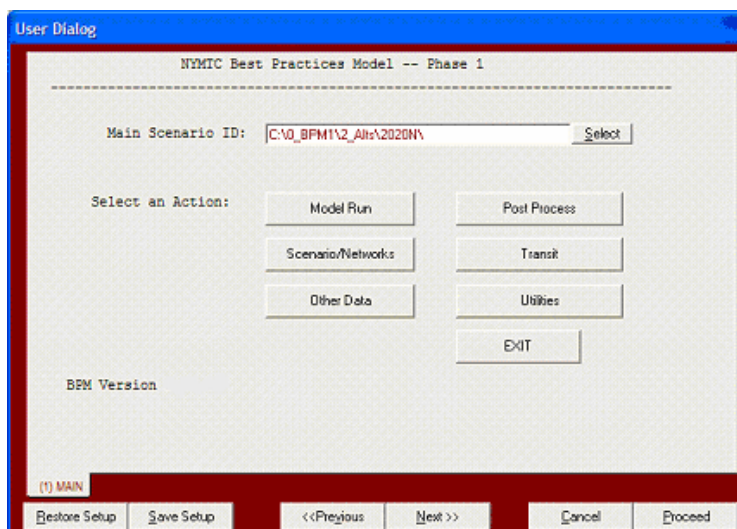 User Dialog
NYMTC Best Practices Model -- Phase 1
Main Scenario ID: C:\0_BPM1\2_Alts\2020N\ Select
Select an Action: Model Run Post Process
Scenario/Networks Transit
Other Data Utilities
EXIT
BPM Version
(1) MAIN
Restore Setup Save Setup <<Previous Next >> Cancel Proceed